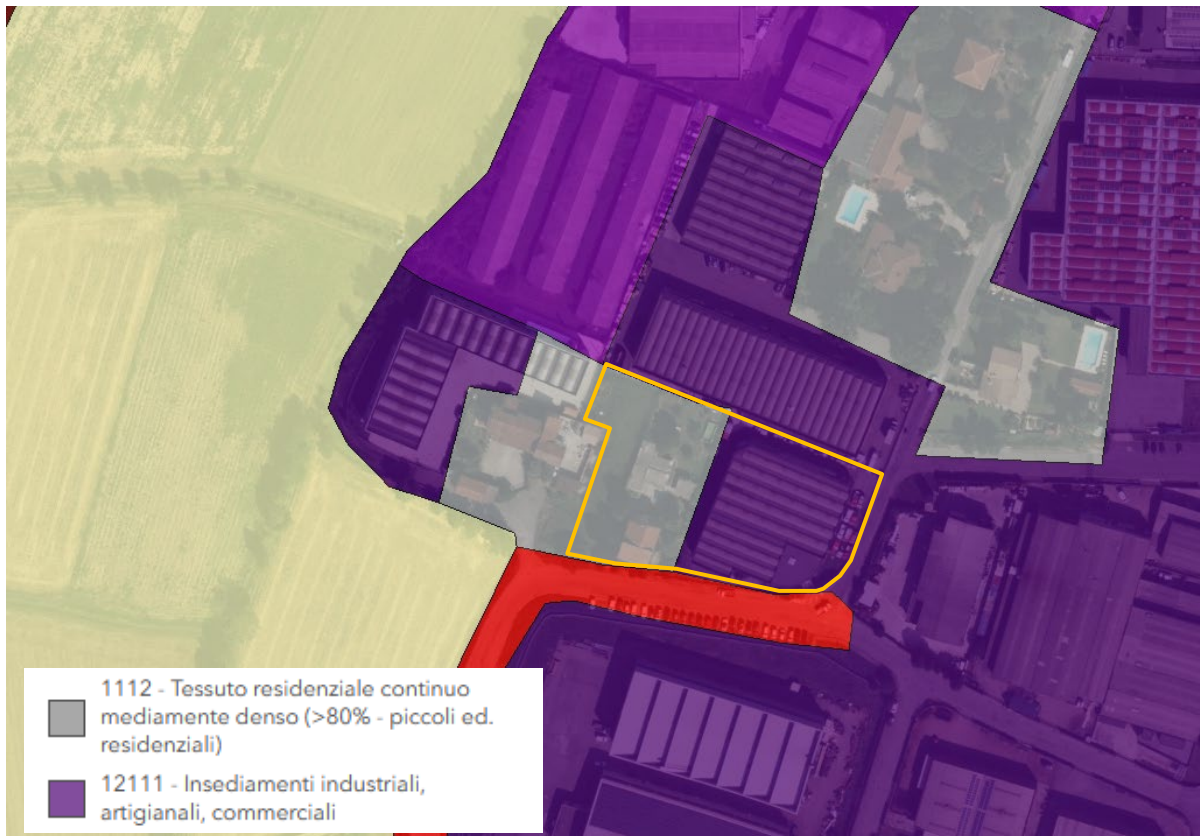 1112 - Tessuto residenziale continuo
mediamente denso (>80% - piccoli ed.
residenziali)
12111 - Insediamenti industriali,
artigianali, commerciali